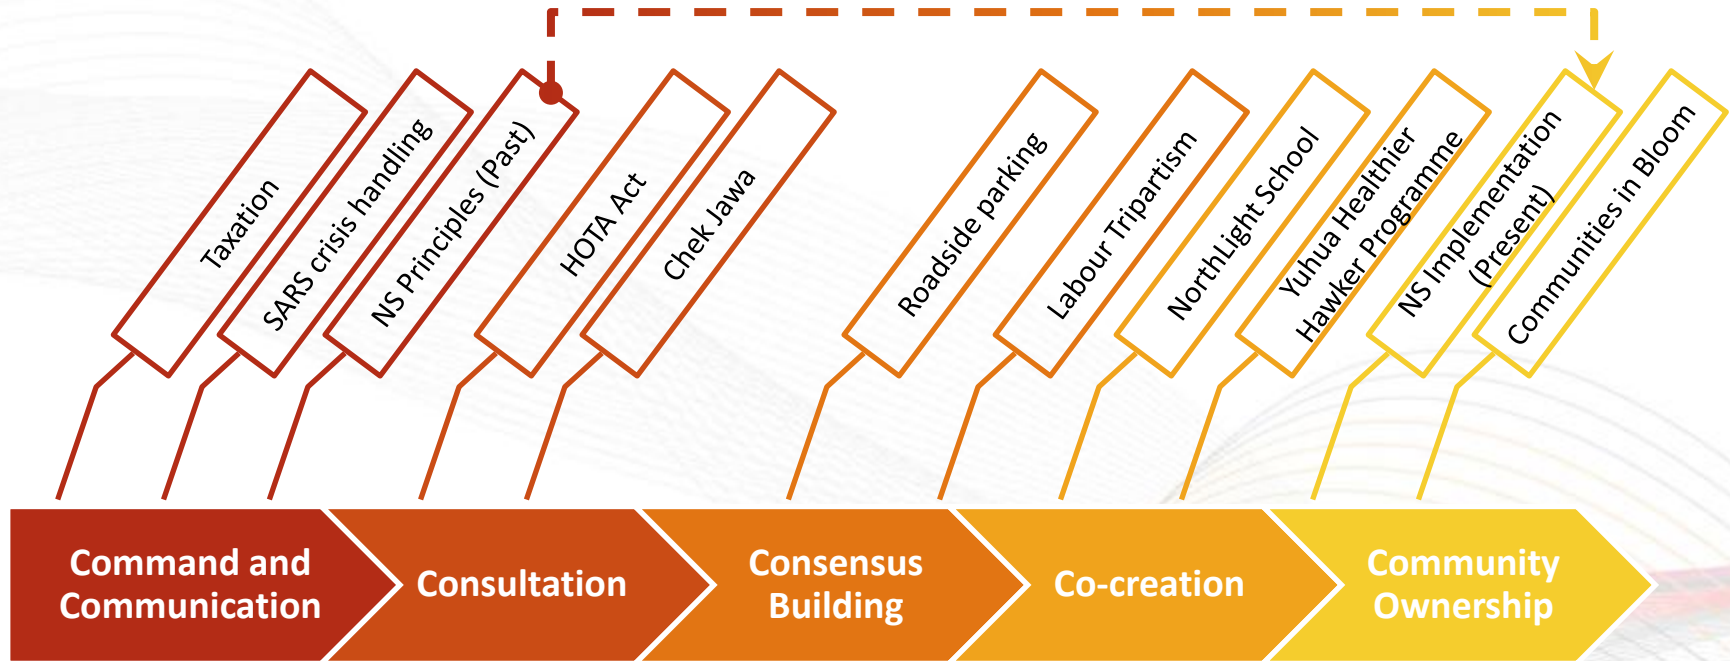 Taxation
SARS crisis handling
NS Principles (Past)
HOTA Act
Chek Jawa
Roadside parking
Labour Tripartism
NorthLight School
Yuhua Healthier
Hawker Programme
NS Implementation
(Present)
Communities in Bloom
Command and
Communication
Consultation
Consensus
Building
Co-creation
Community
Ownership